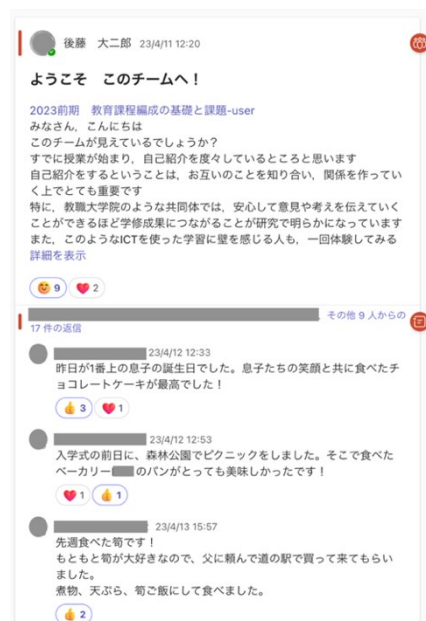 後藤 大二郎 23/4/11 12:20
ようこそ このチームへ！
2023前期 教育課程編成の基礎と課題-user
みなさん，こんにちは
このチームが見えているでしょうか？
すでに授業が始まり，自己紹介を度々しているところと思います
自己紹介をするということは，お互いのことを知り合い，関係を作ってい
く上でとても重要です
特に，教職大学院のような共同体では，安心して意見や考えを伝えていく
ことができるほど学修成果につながることが研究で明らかになっています
また，このようなICTを使った学習に壁を感じる人も，一回体験してみる
詳細を表示
9 2
その他 9 人からの
17 件の返信
23/4/12 12:33
昨日が1番上の息子の誕生日でした。息子たちの笑顔と共に食べたチ
ョコレートケーキが最高でした！
3 1
23/4/12 12:53
入学式の前日に、森林公園でピクニックをしました。そこで食べた
ベーカリー のパンがとっても美味しかったです！
1 1
23/4/13 15:57
先週食べた筍です！
もともと筍が大好きなので、父に頼んで道の駅で買って来てもらい
ました。
煮物、天ぷら、筍ご飯にして食べました。
2